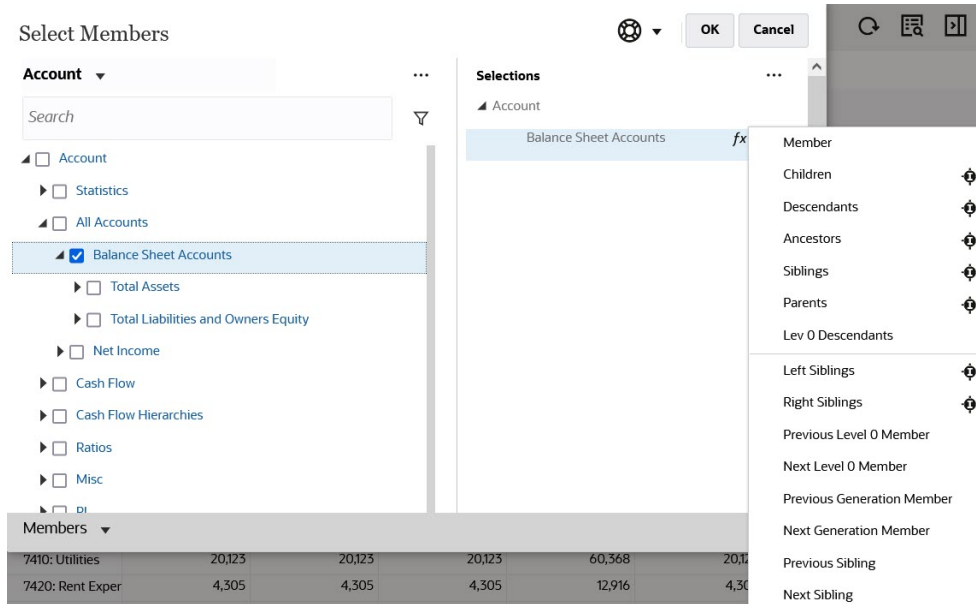 Select Members
OK
Cancel
Account
...
Search
Account
Statistics
All Accounts
Balance Sheet Accounts
Total Assets
Total Liabilities and Owners Equity
Net Income
Cash Flow
Cash Flow Hierarchies
Ratios
Misc
Members
Selections
...
Account
Balance Sheet Accounts
fx
Member
Children
Descendants
Ancestors
Siblings
Parents
Lev 0 Descendants
Left Siblings
Right Siblings
Previous Level 0 Member
Next Level 0 Member
Previous Generation Member
Next Generation Member
Previous Sibling
Next Sibling
7410: Utilities 20,123 20,123 20,123 60,368
7420: Rent Exper 4,305 4,305 4,305 12,916